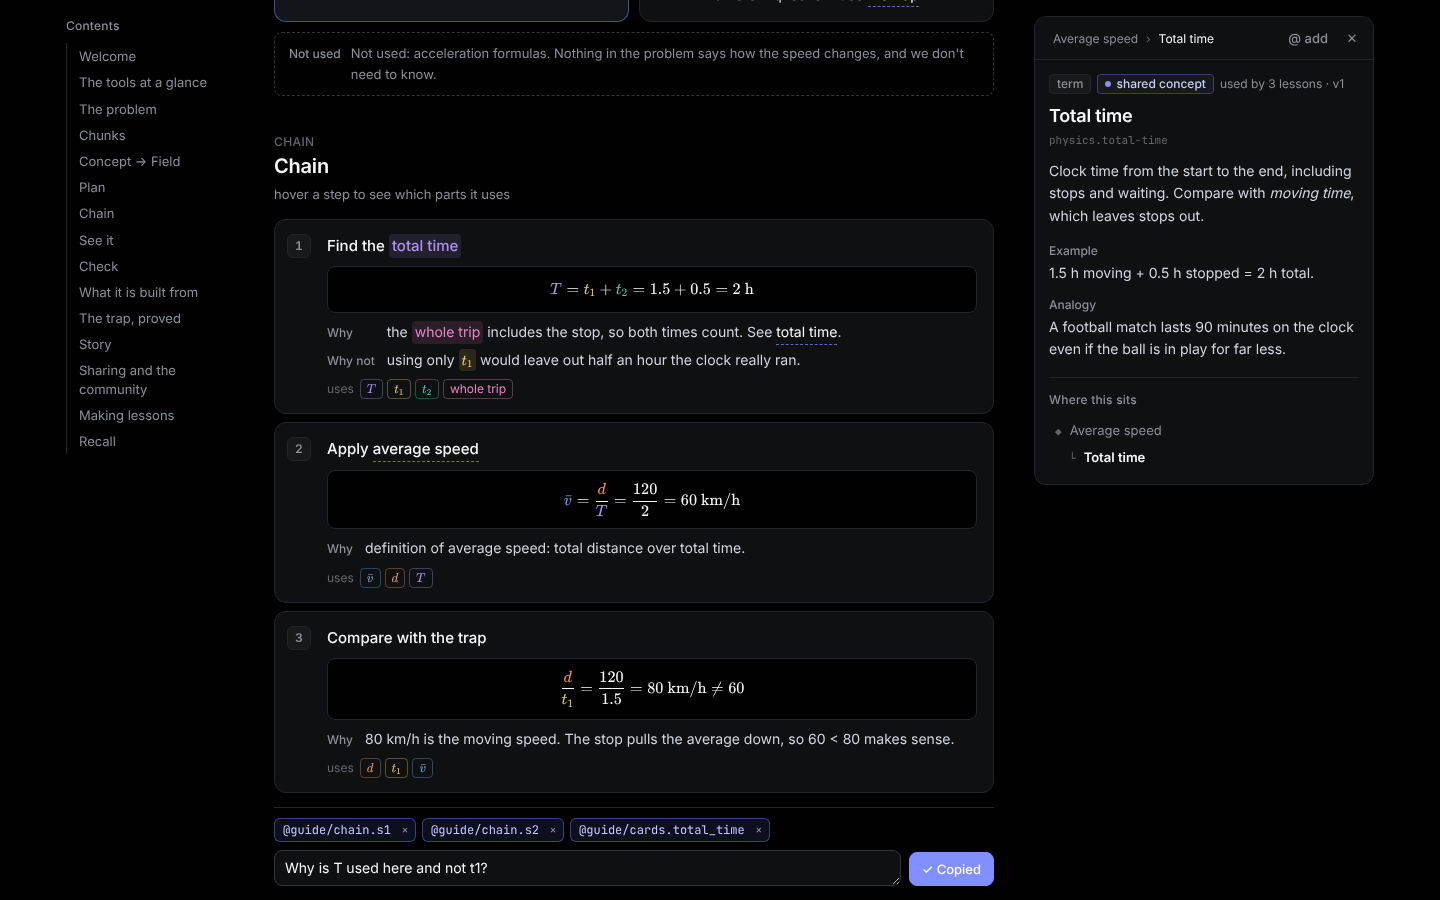 Contents
Welcome
The tools at a glance
The problem
Chunks
Concept → Field
Plan
Chain
See it
Check
What it is built from
The trap, proved
Story
Sharing and the
community
Making lessons
Recall
Not used Not used: acceleration formulas. Nothing in the problem says how the speed changes, and we don't
need to know.
CHAIN
Chain
hover a step to see which parts it uses
1 Find the total time
T = t₁ + t₂ = 1.5 + 0.5 = 2 h
Why the whole trip includes the stop, so both times count. See total time.
Why not using only t₁ would leave out half an hour the clock really ran.
uses T t₁ t₂ whole trip
2 Apply average speed
v̄ = d/T = 120/2 = 60 km/h
Why definition of average speed: total distance over total time.
uses v̄ d T
3 Compare with the trap
d/t₁ = 120/1.5 = 80 km/h ≠ 60
Why 80 km/h is the moving speed. The stop pulls the average down, so 60 < 80 makes sense.
uses d t₁ v̄
@guide/chain.s1 × @guide/chain.s2 × @guide/cards.total_time ×
Why is T used here and not t1?
✓ Copied
Average speed › Total time @ add ×
term shared concept used by 3 lessons · v1
Total time
physics.total-time
Clock time from the start to the end, including
stops and waiting. Compare with moving time,
which leaves stops out.
Example
1.5 h moving + 0.5 h stopped = 2 h total.
Analogy
A football match lasts 90 minutes on the clock
even if the ball is in play for far less.
Where this sits
◆ Average speed
└ Total time